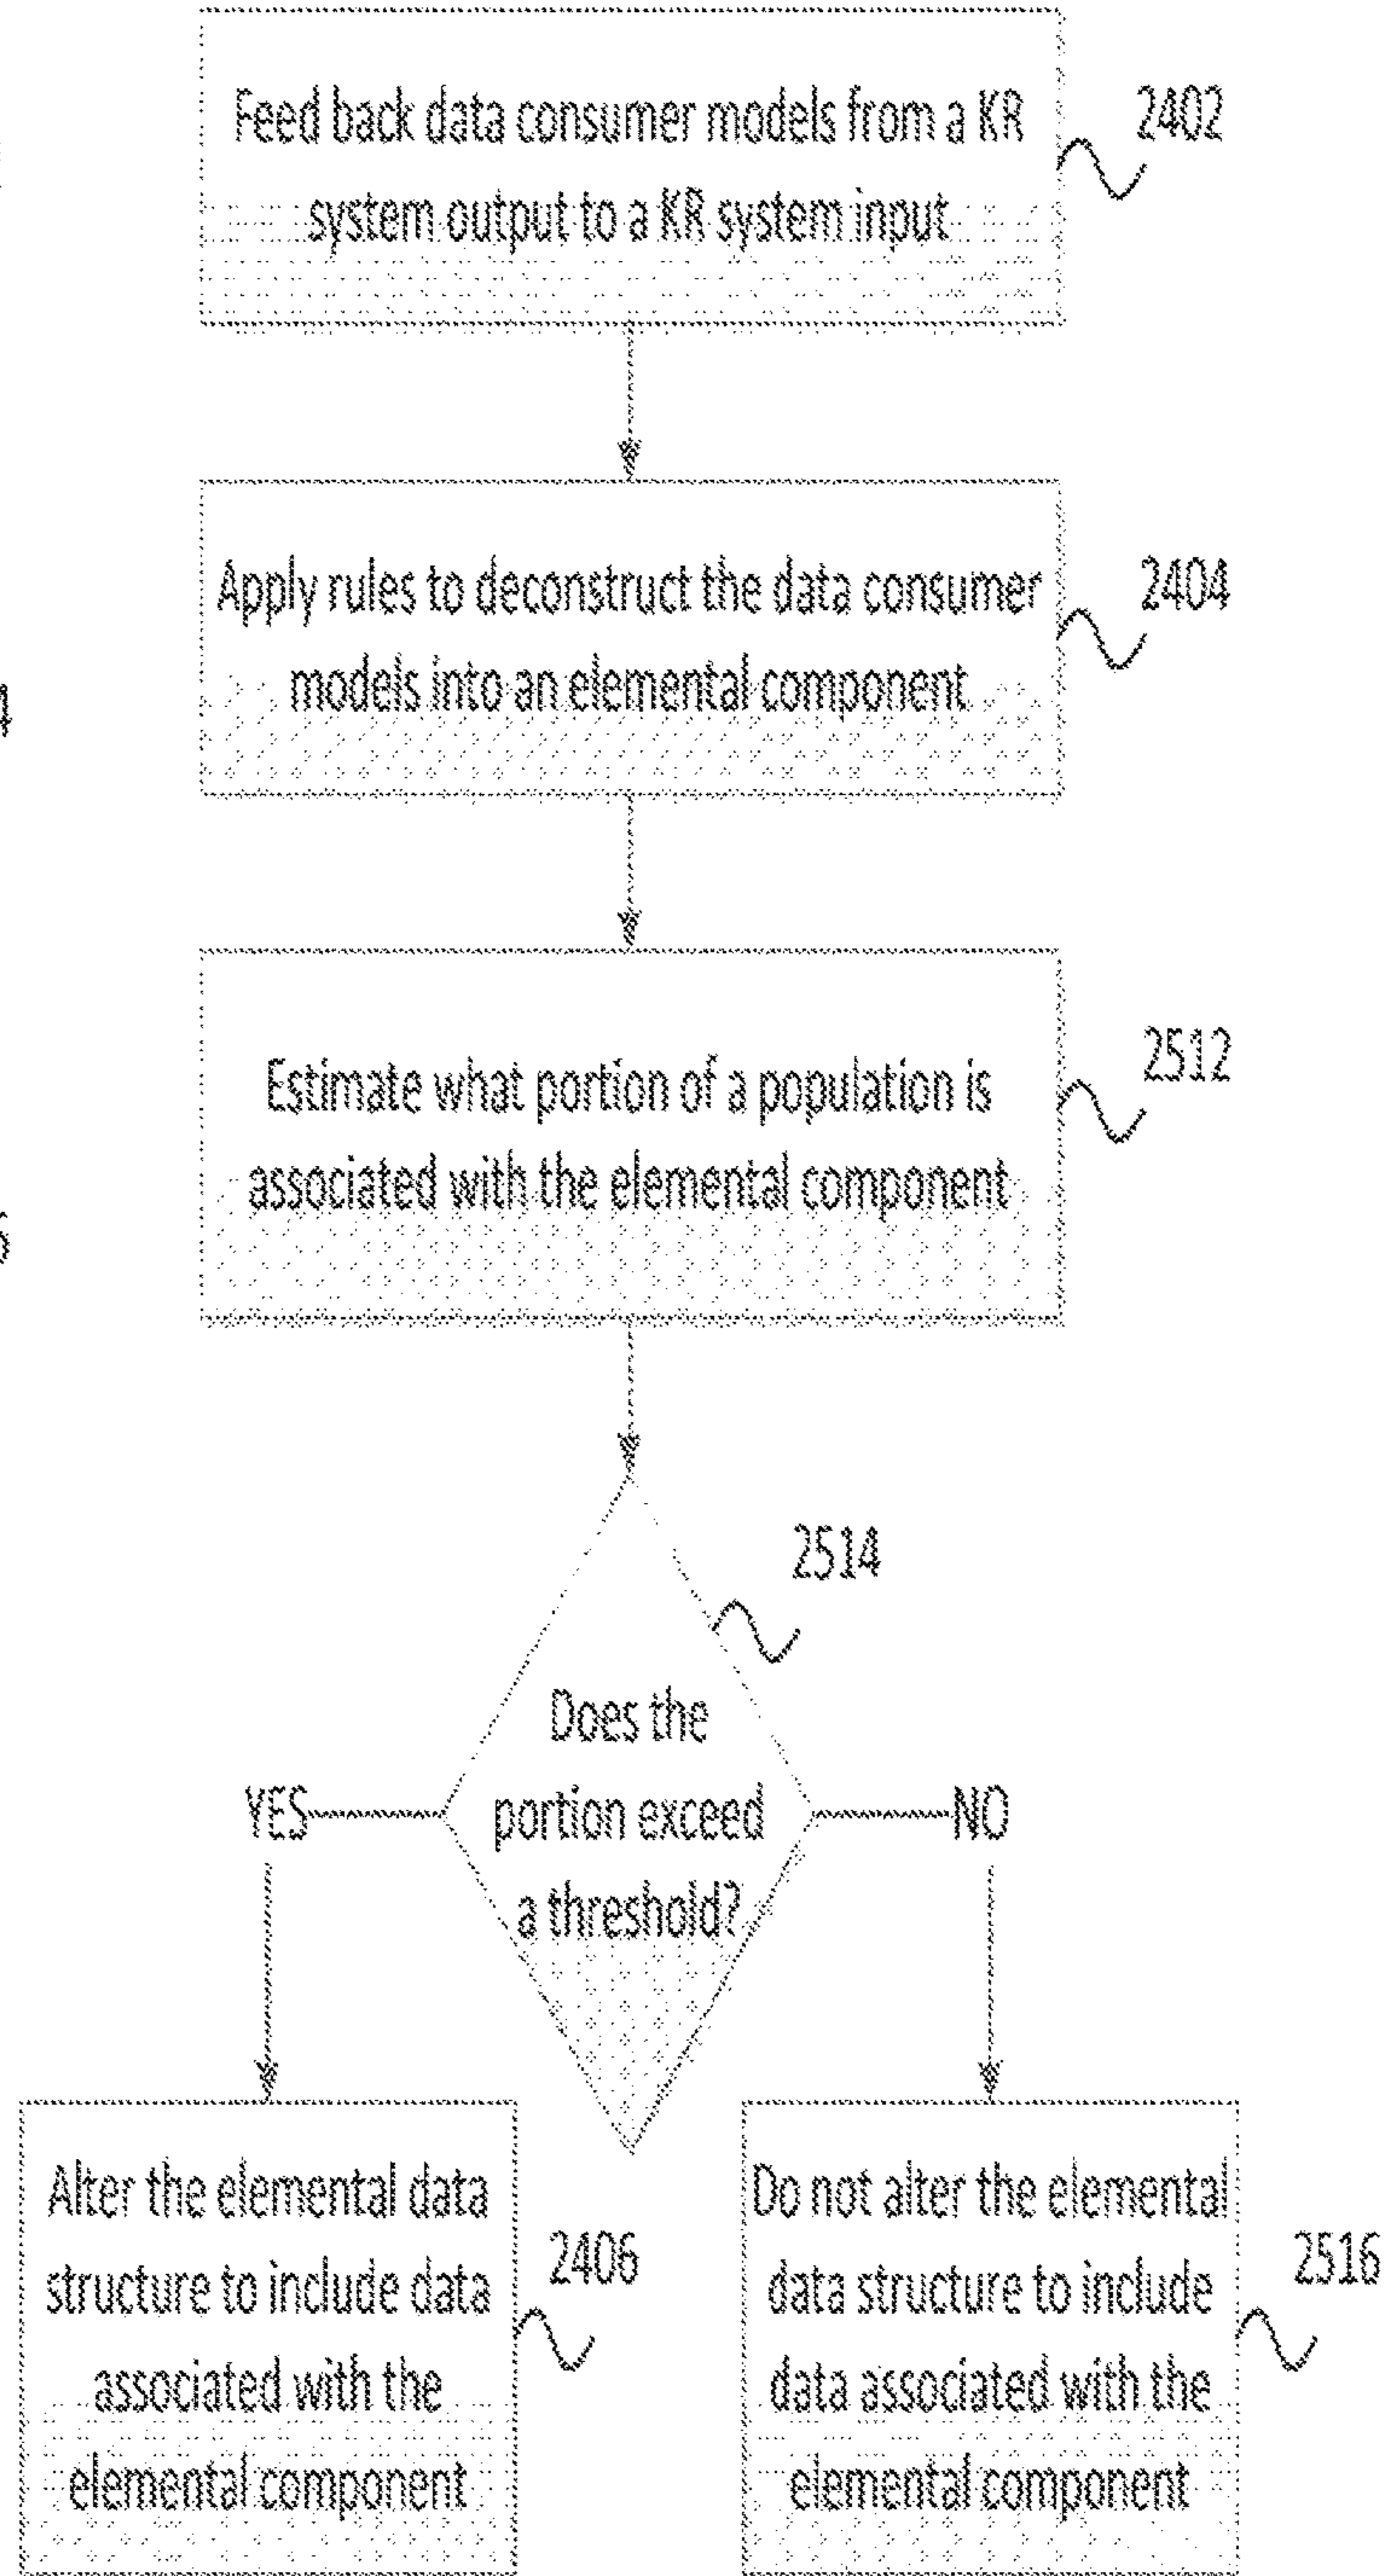 Feed back data consumer models from a KR
system output to a KR system input
2402
Apply rules to deconstruct the data consumer
models into an elemental component
2404
Estimate what portion of a population is
associated with the elemental component
2512
2514
Does the
portion exceed
a threshold?
YES
NO
Alter the elemental data
structure to include data
associated with the
elemental component
2406
Do not alter the elemental
data structure to include
data associated with the
elemental component
2516